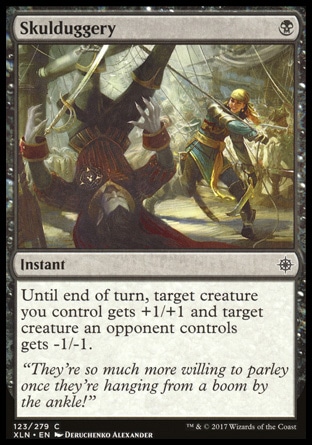 Skulduggery
Instant
Until end of turn, target creature
you control gets +1/+1 and target
creature an opponent controls
gets -1/-1.
“They’re so much more willing to parley
once they’re hanging from a boom by
the ankle!”
123/279 C
XLN • EN DERUCHENKO ALEXANDER
™ & © 2017 Wizards of the Coast